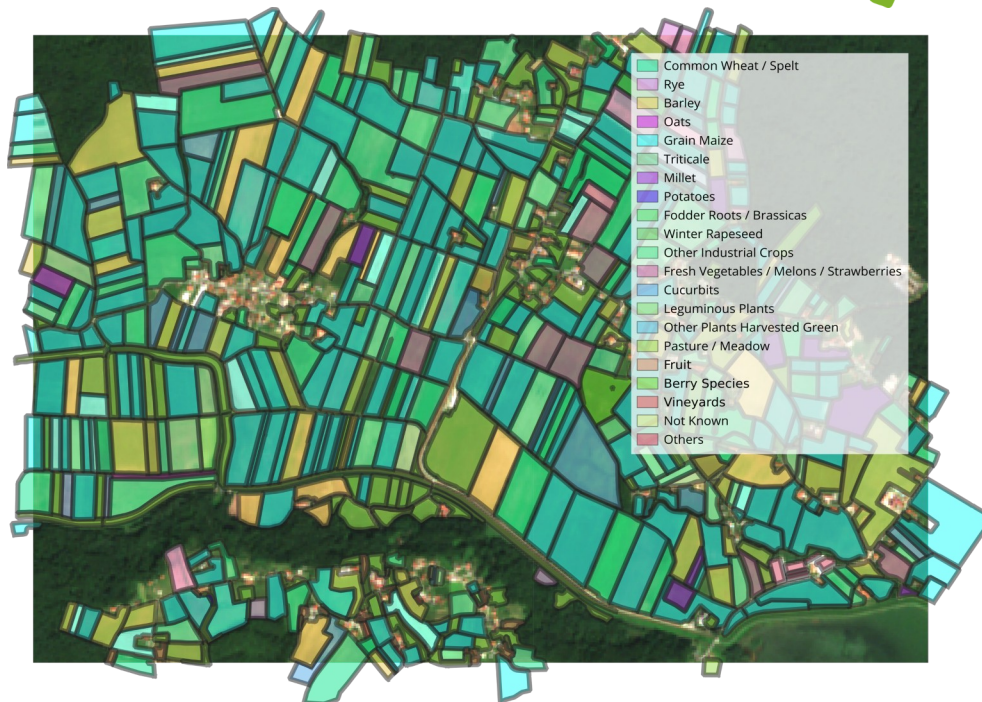 Common Wheat / Spelt
Rye
Barley
Oats
Grain Maize
Triticale
Millet
Potatoes
Fodder Roots / Brassicas
Winter Rapeseed
Other Industrial Crops
Fresh Vegetables / Melons / Strawberries
Cucurbits
Leguminous Plants
Other Plants Harvested Green
Pasture / Meadow
Fruit
Berry Species
Vineyards
Not Known
Others